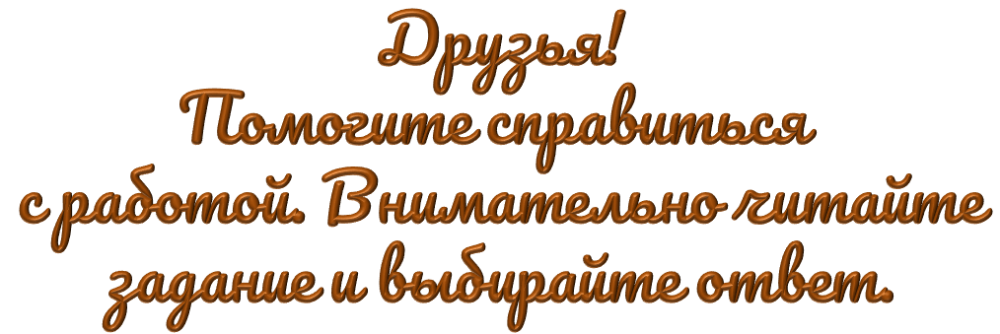 Друзья!
Помогите справиться
с работой. Внимательно читайте
задание и выбирайте ответ.